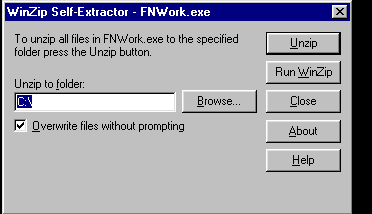 WinZip Self-Extractor - FNWork.exe
To unzip all files in FNWork.exe to the specified
folder press the Unzip button.
Unzip
Run WinZip
Unzip to folder:
C:\
Browse...
Close
Overwrite files without prompting
About
Help